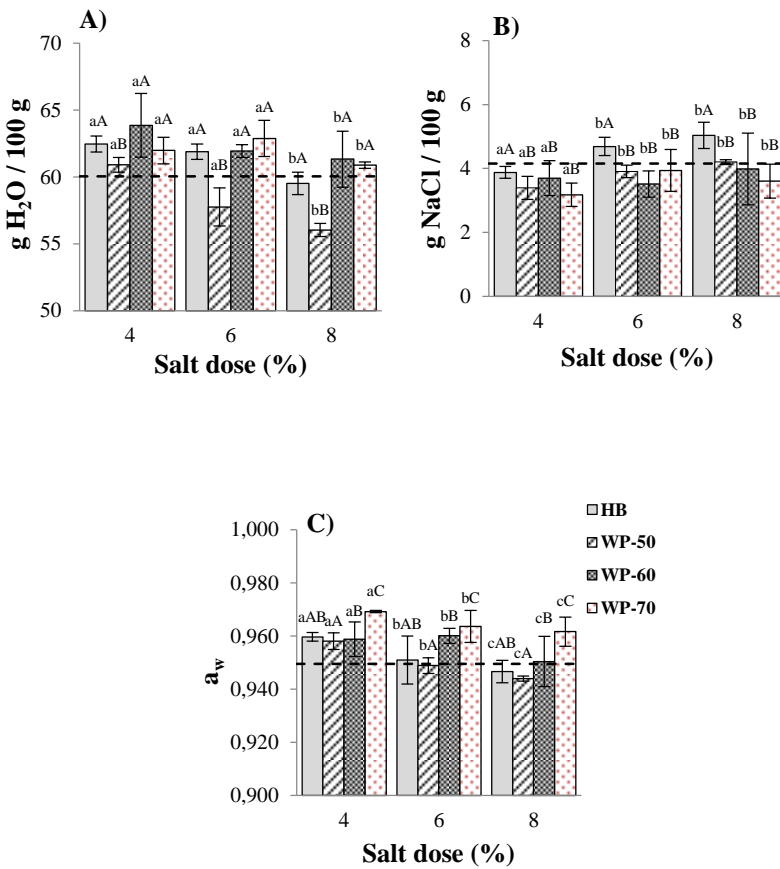 A)
g H₂O / 100 g
70
65
60
55
50
aA aB aA aA
aA aB aA aA
bA bB bA bA
4 6 8
Salt dose (%)
B)
g NaCl / 100 g
8
6
4
2
0
aA aB aB aB
bA bB bB bB
bA bB bB bB
4 6 8
Salt dose (%)
C)
a_w
1,000
0,980
0,960
0,940
0,920
0,900
aAB aA aB aC
bAB bA bB bC
cAB cA cB cC
4 6 8
Salt dose (%)
HB
WP-50
WP-60
WP-70